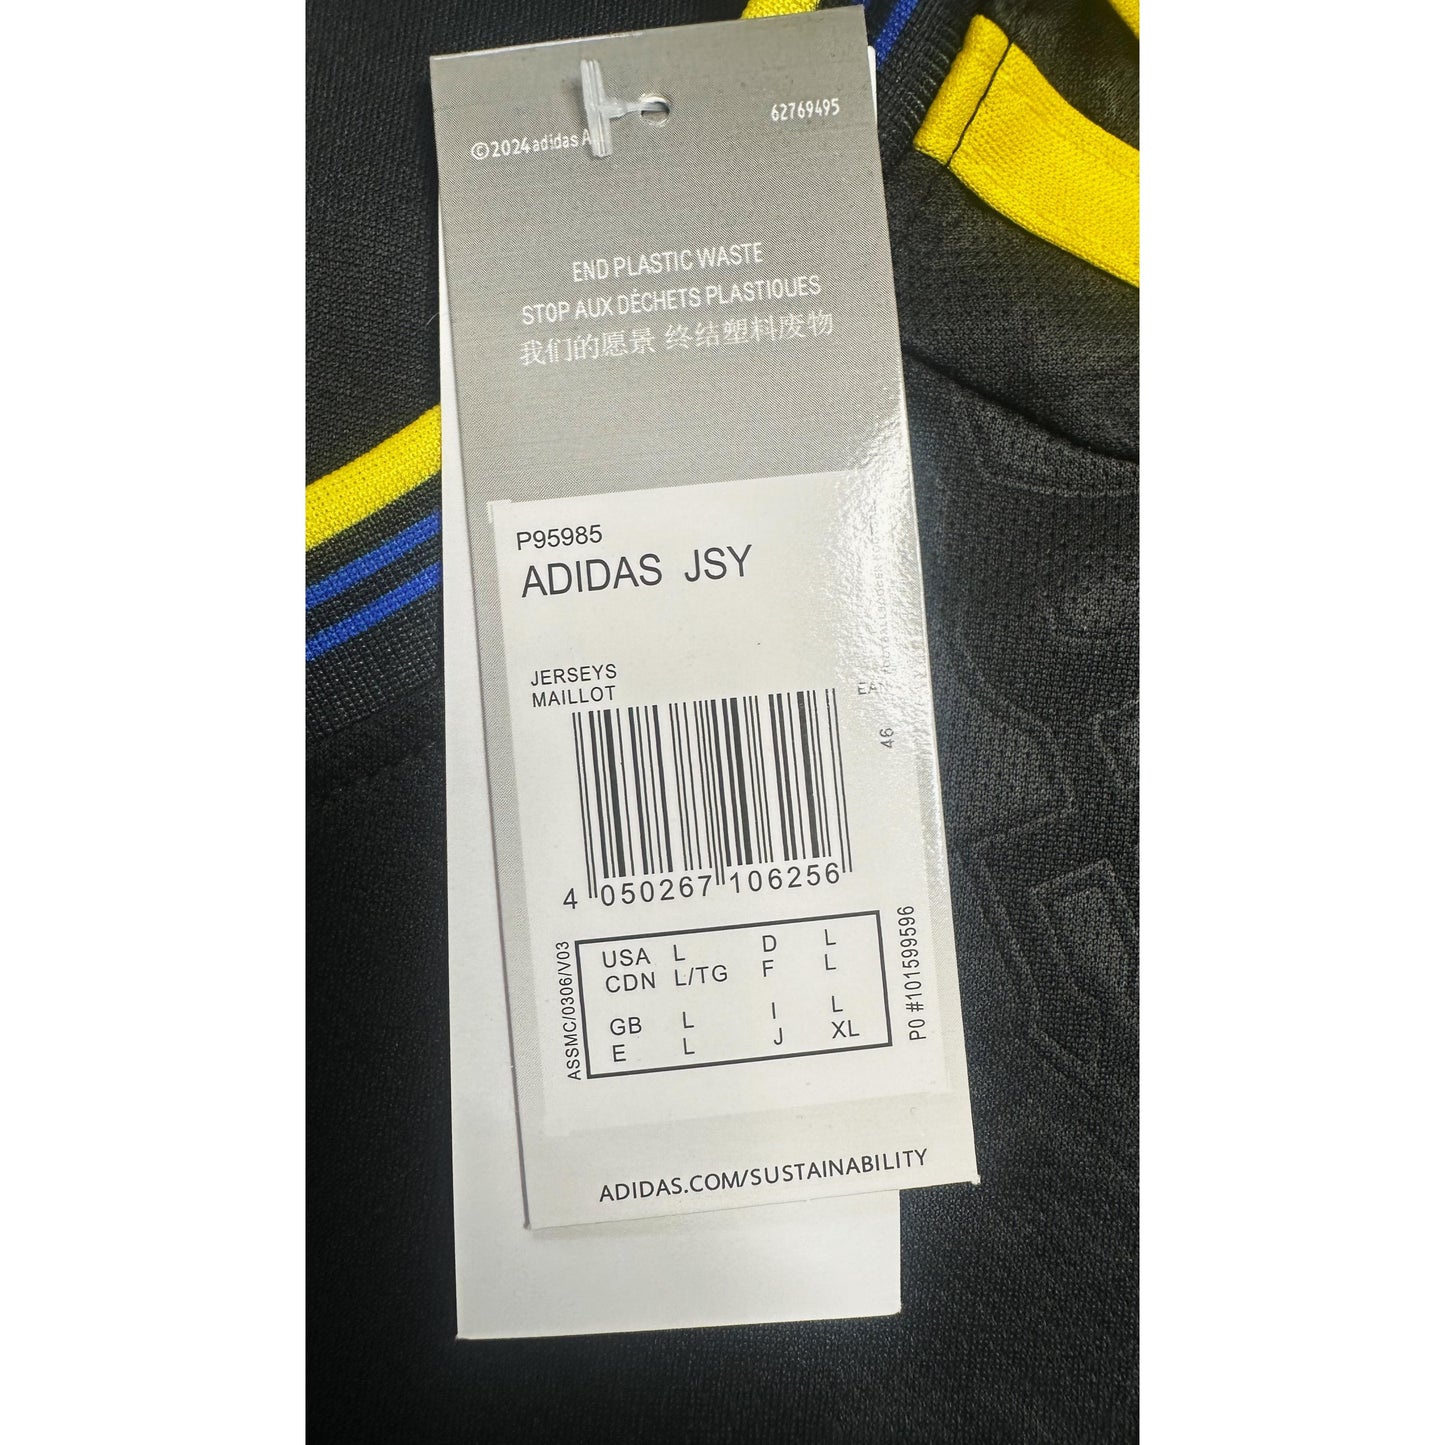 ©2024 adidas A
62769495
END PLASTIC WASTE
STOP AUX DÉCHETS PLASTIQUES
我们的愿景 终结塑料废物
P95985
ADIDAS JSY
JERSEYS
MAILLOT
46
4 050267 106256
ASSMC/0306/V03
USA L D L
CDN L/TG F L
GB L I L
E L J XL
PO #101599596
ADIDAS.COM/SUSTAINABILITY